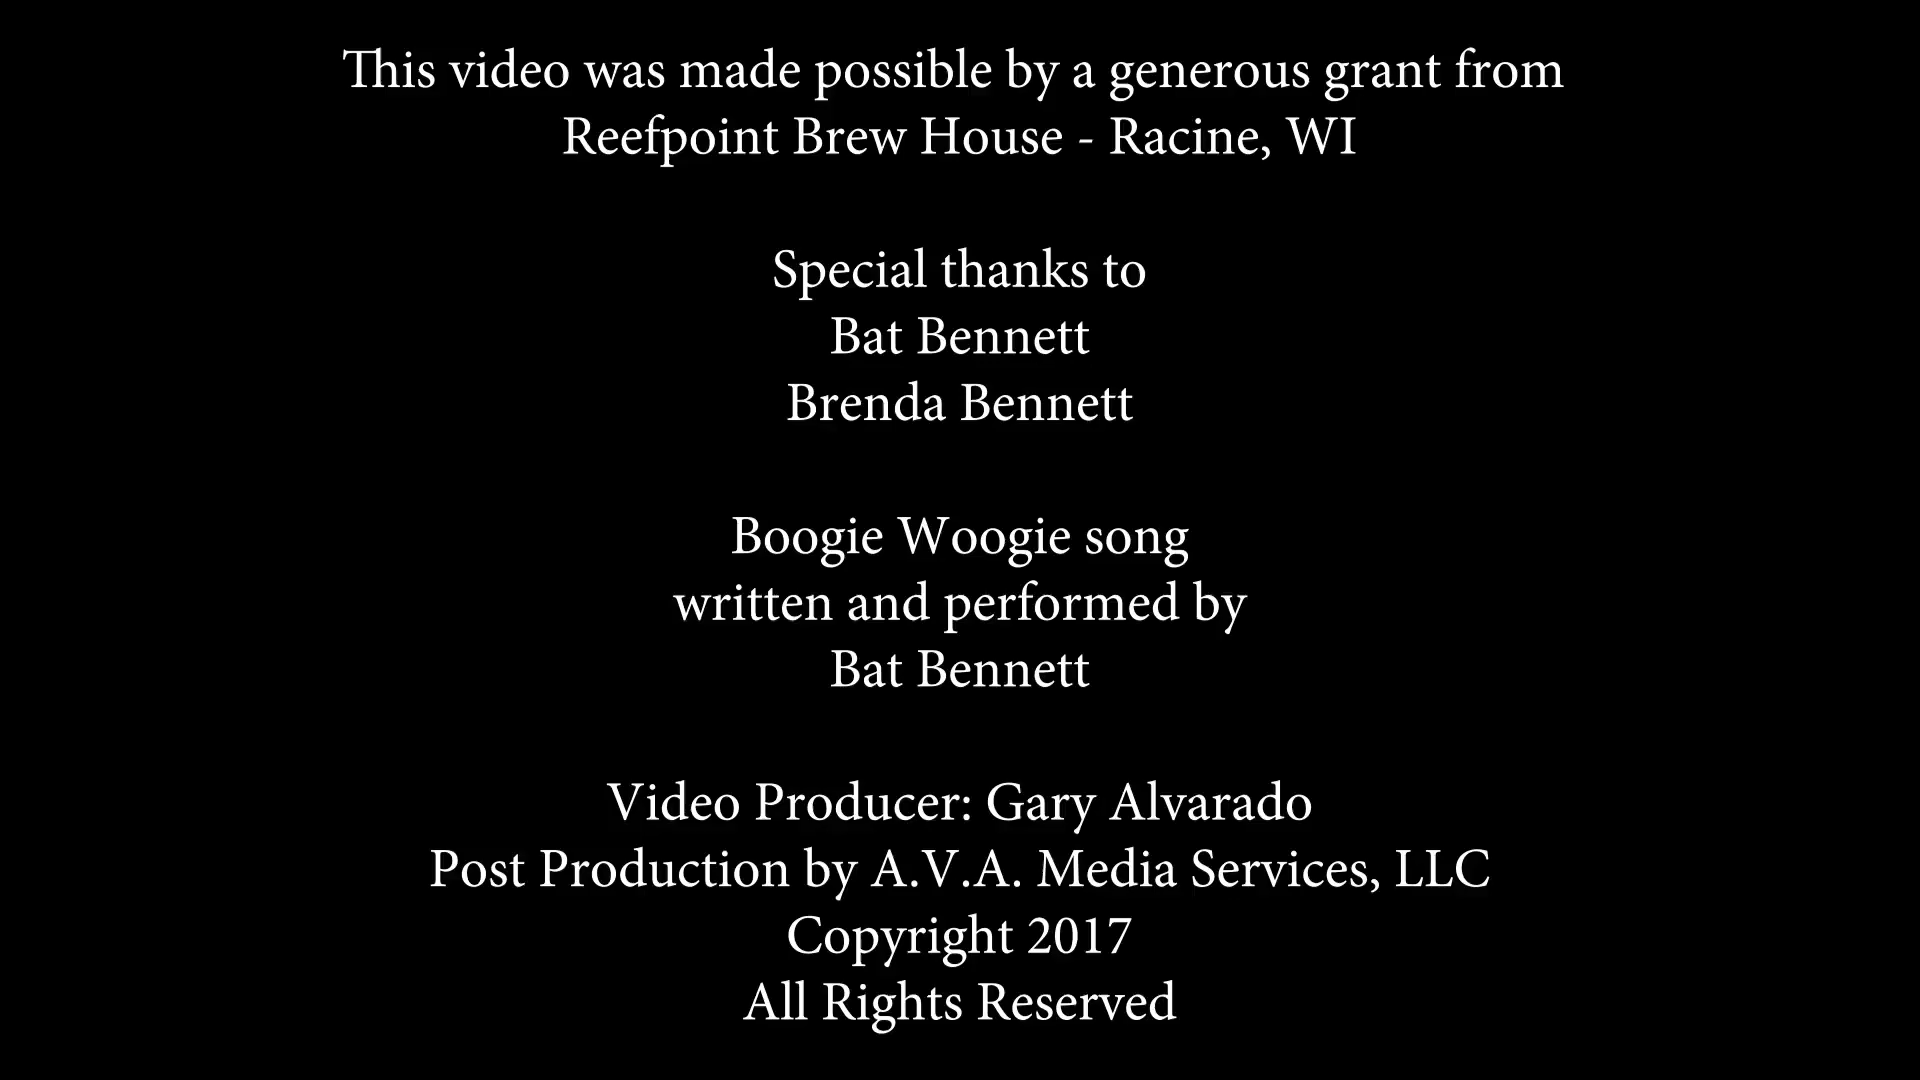 This video was made possible by a generous grant from
Reefpoint Brew House - Racine, WI
Special thanks to
Bat Bennett
Brenda Bennett
Boogie Woogie song
written and performed by
Bat Bennett
Video Producer: Gary Alvarado
Post Production by A.V.A. Media Services, LLC
Copyright 2017
All Rights Reserved